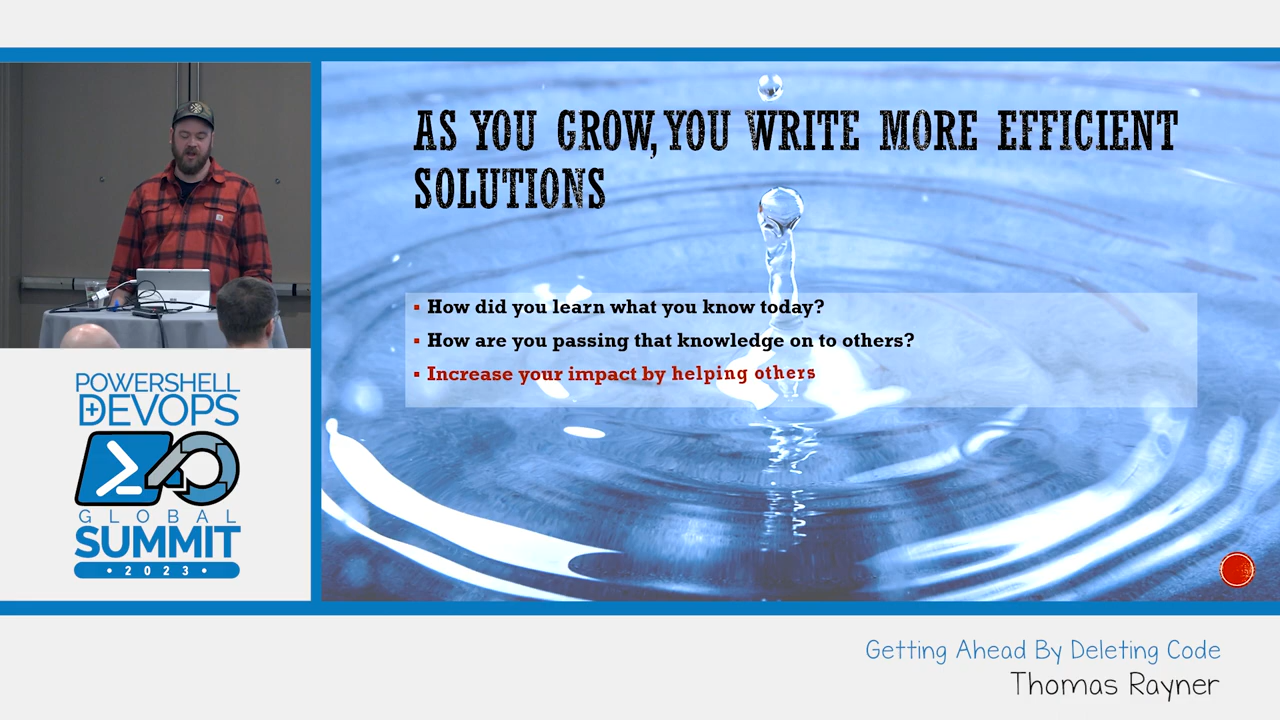 AS YOU GROW, YOU WRITE MORE EFFICIENT
SOLUTIONS
▪ How did you learn what you know today?
▪ How are you passing that knowledge on to others?
▪ Increase your impact by helping others
POWERSHELL
+ DEVOPS
GLOBAL
SUMMIT
• 2023 •
Getting Ahead By Deleting Code
Thomas Rayner